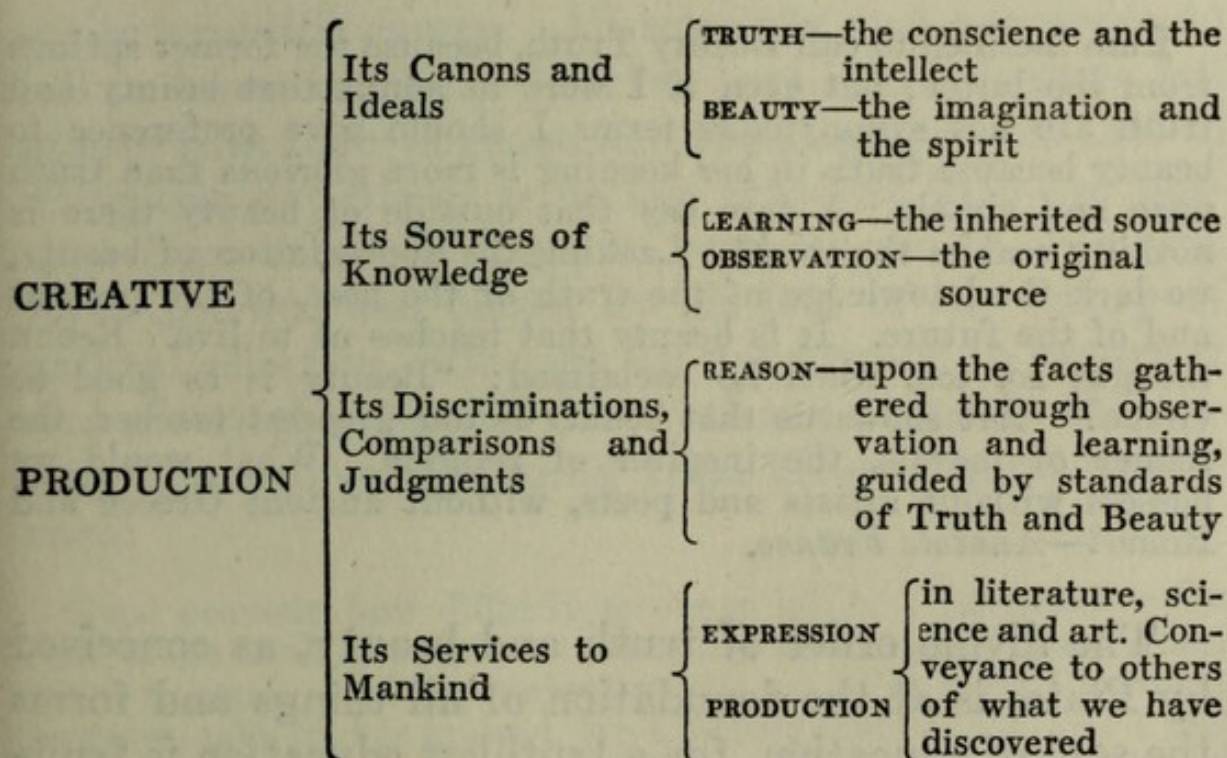 TRUTH—the conscience and the
Its Canons and intellect
Ideals BEAUTY—the imagination and
the spirit
Its Sources of LEARNING—the inherited source
Knowledge OBSERVATION—the original
CREATIVE source
REASON—upon the facts gath-
Its Discriminations, ered through obser-
Comparisons and vation and learning,
PRODUCTION Judgments guided by standards
of Truth and Beauty
in literature, sci-
EXPRESSION ence and art. Con-
Its Services to veyance to others
Mankind PRODUCTION of what we have
discovered